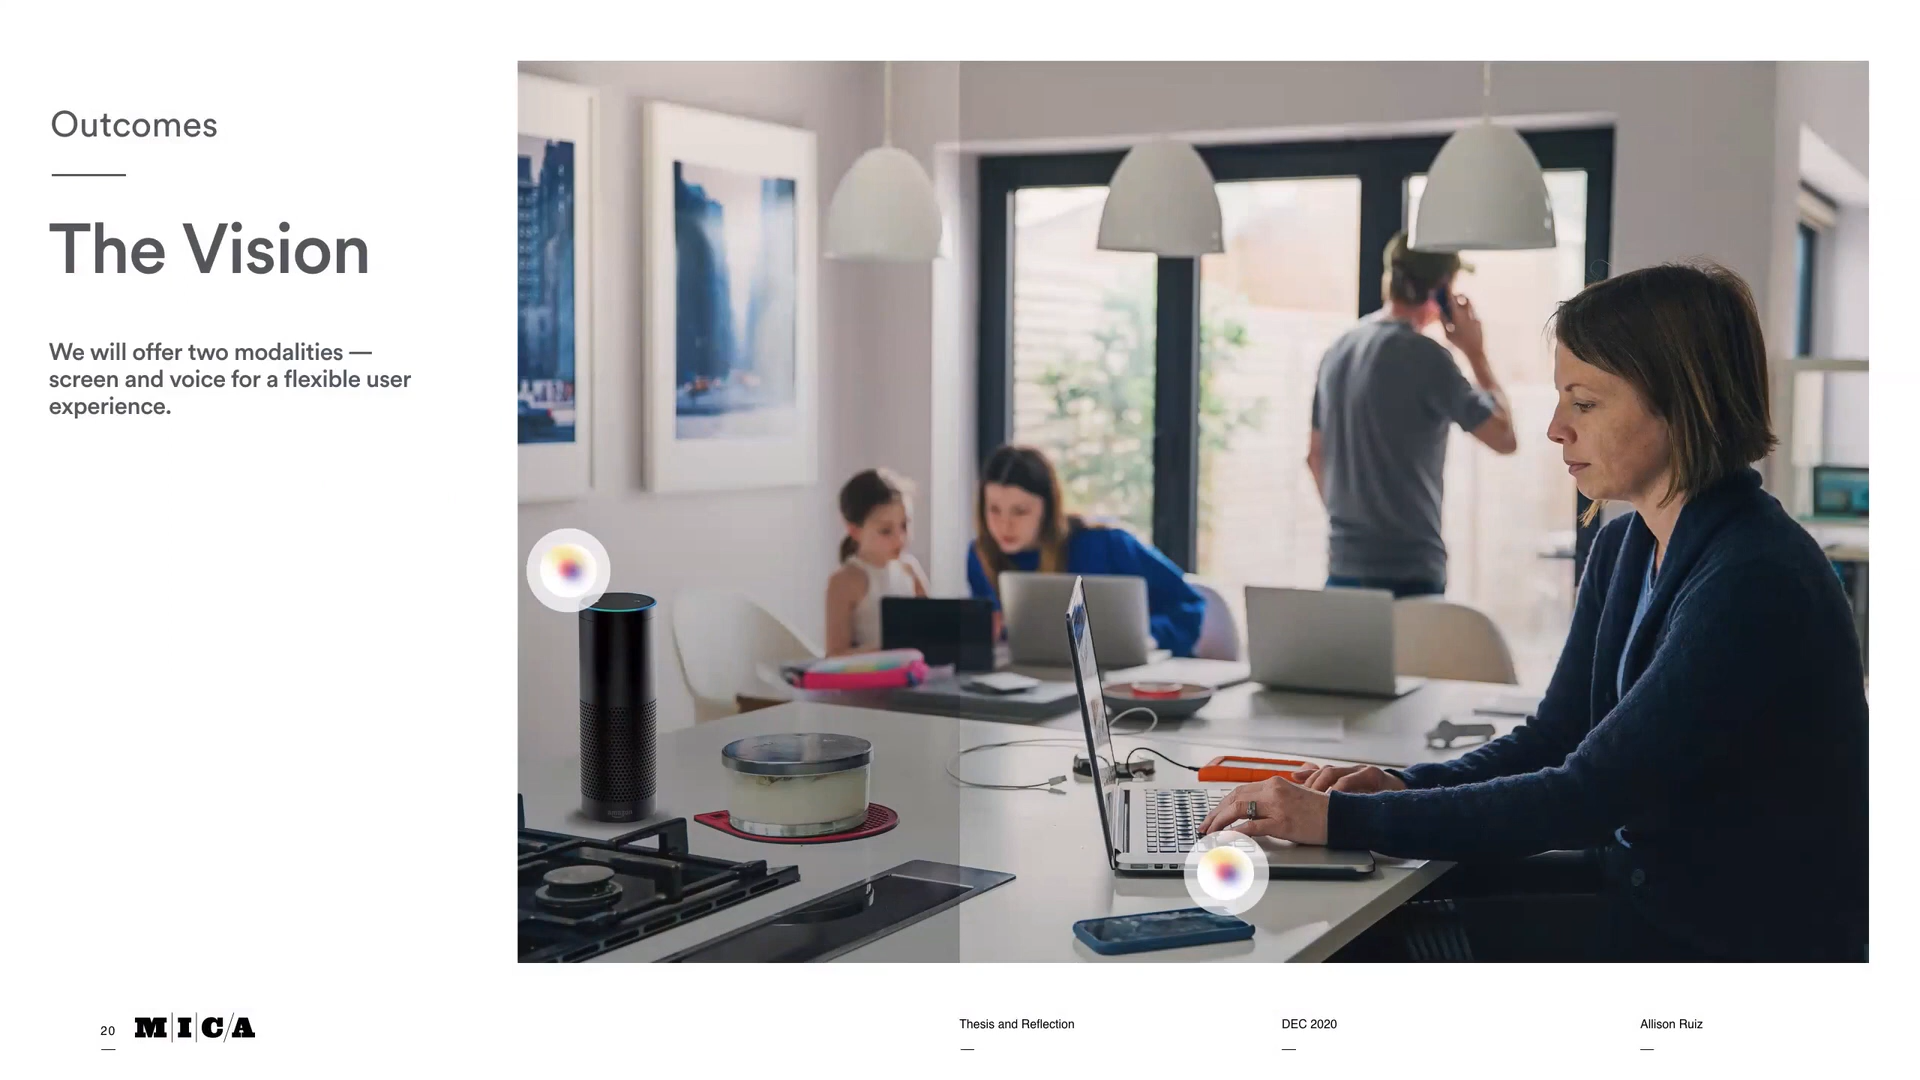 Outcomes
The Vision
We will offer two modalities —
screen and voice for a flexible user
experience.
amazon
20
M|I|C/A
Thesis and Reflection
DEC 2020
Allison Ruiz